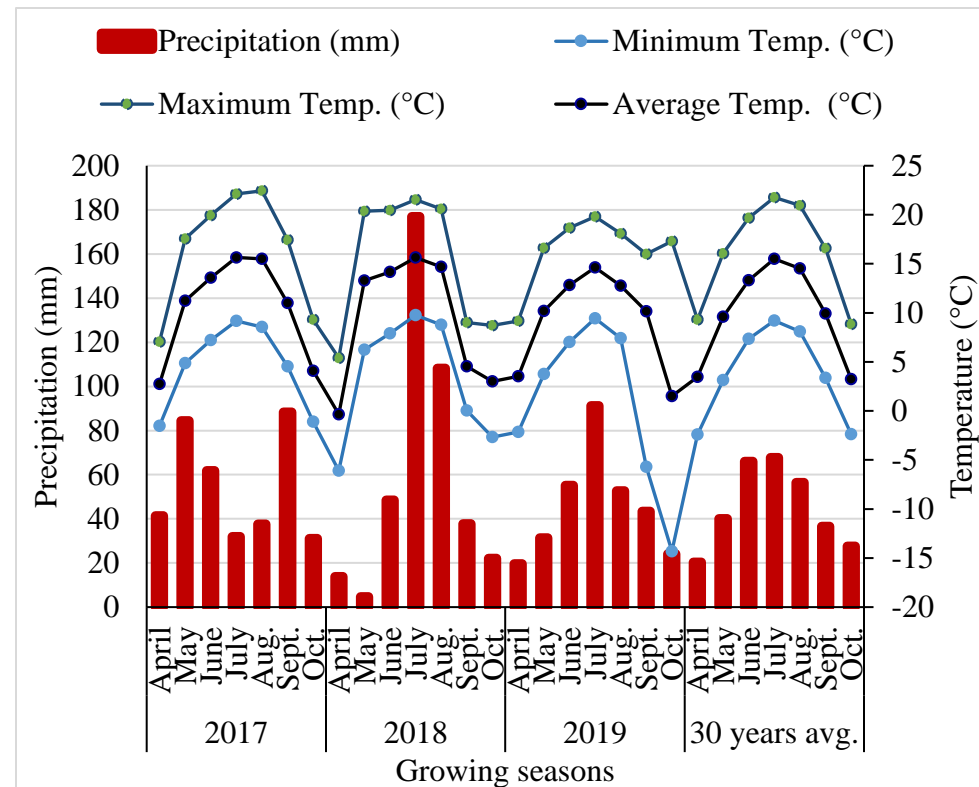 Precipitation (mm) Minimum Temp. (°C)
Maximum Temp. (°C) Average Temp. (°C)
200 25
180 20
160 15
140 10
120 5
100 0
80 -5
60 -10
40 -15
20 -20
0
Precipitation (mm)
Temperature (°C)
April May June July Aug. Sept. Oct. April May June July Aug. Sept. Oct. April May June July Aug. Sept. Oct. April May June July Aug. Sept. Oct.
2017 2018 2019 30 years avg.
Growing seasons